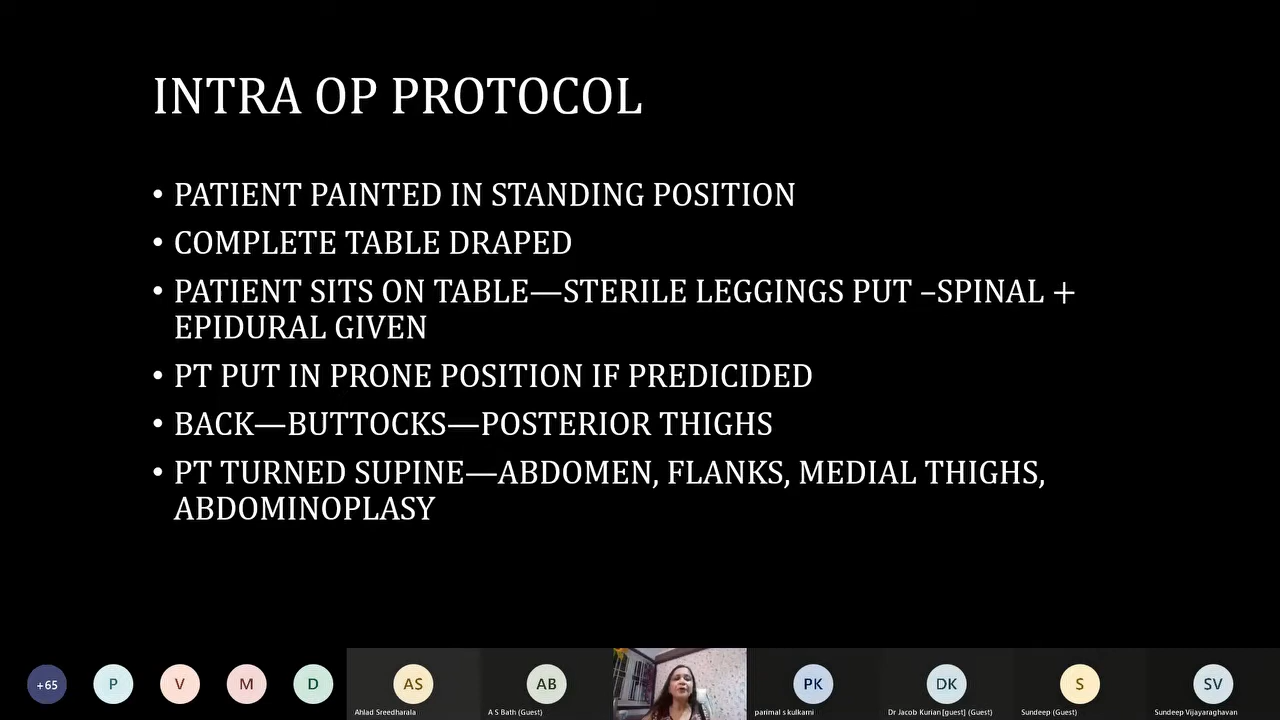 INTRA OP PROTOCOL
• PATIENT PAINTED IN STANDING POSITION
• COMPLETE TABLE DRAPED
• PATIENT SITS ON TABLE—STERILE LEGGINGS PUT –SPINAL +
EPIDURAL GIVEN
• PT PUT IN PRONE POSITION IF PREDICIDED
• BACK—BUTTOCKS—POSTERIOR THIGHS
• PT TURNED SUPINE—ABDOMEN, FLANKS, MEDIAL THIGHS,
ABDOMINOPLASY
+65 P V M D AS AB PK DK S SV
Ahlad Sreedharala A S Bath (Guest) parimal s kulkarni Dr Jacob Kurian[guest] (Guest) Sundeep (Guest) Sundeep Vijayaraghavan